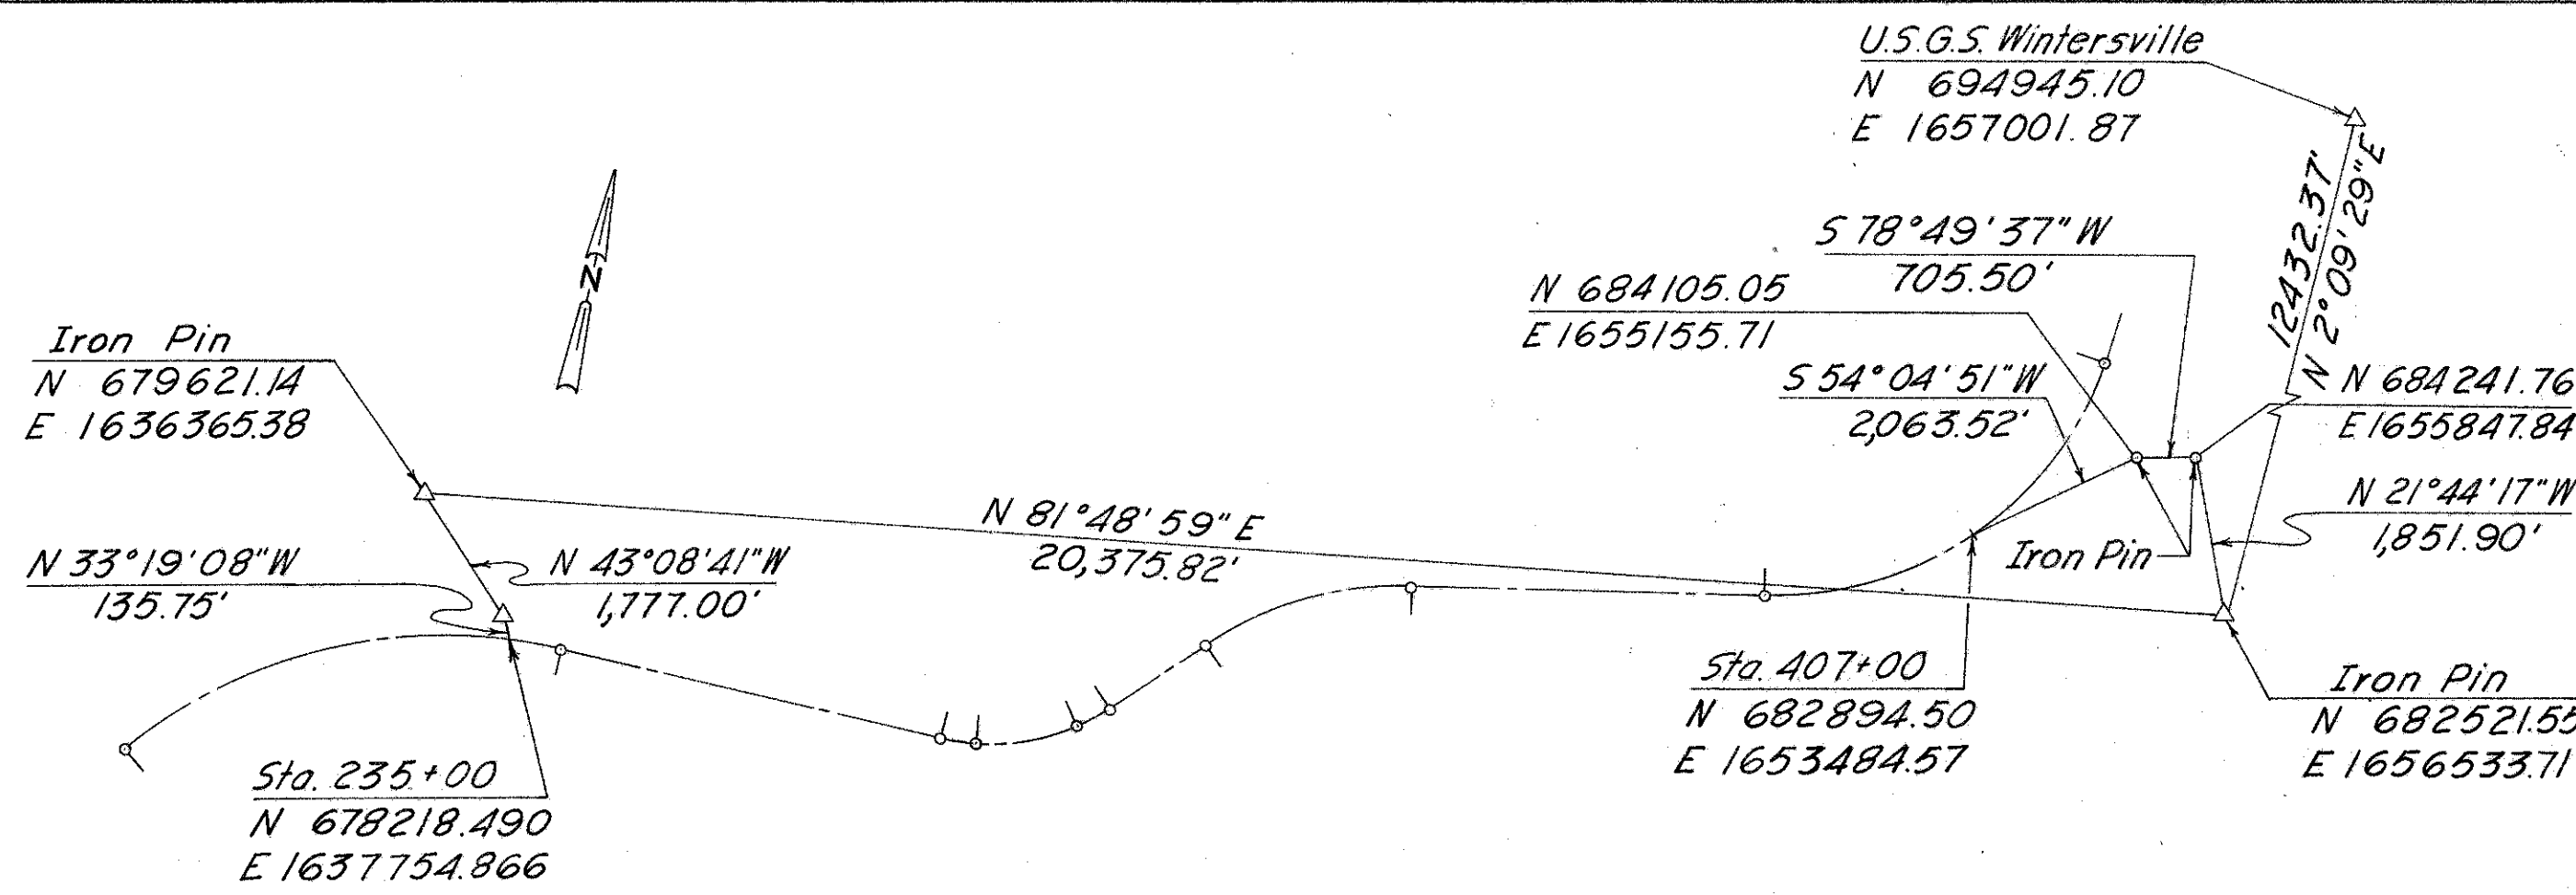 U.S.G.S. Wintersville
N 694945.10
E 1657001.87
12432.37'
N 2°09'29"E
S 78°49'37"W
705.50'
N 684105.05
E 1655155.71
Iron Pin
N 679621.14
E 1636365.38
S 54°04'51"W
2,063.52'
N 684241.76
E 1655847.84
N 21°44'17"W
1,851.90'
N 81°48'59"E
20,375.82'
N 33°19'08"W
135.75'
N 43°08'41"W
1,777.00'
Iron Pin
Sta. 407+00
N 682894.50
E 1653484.57
Iron Pin
N 682521.55
E 1656533.71
Sta. 235+00
N 678218.490
E 1637754.866
N